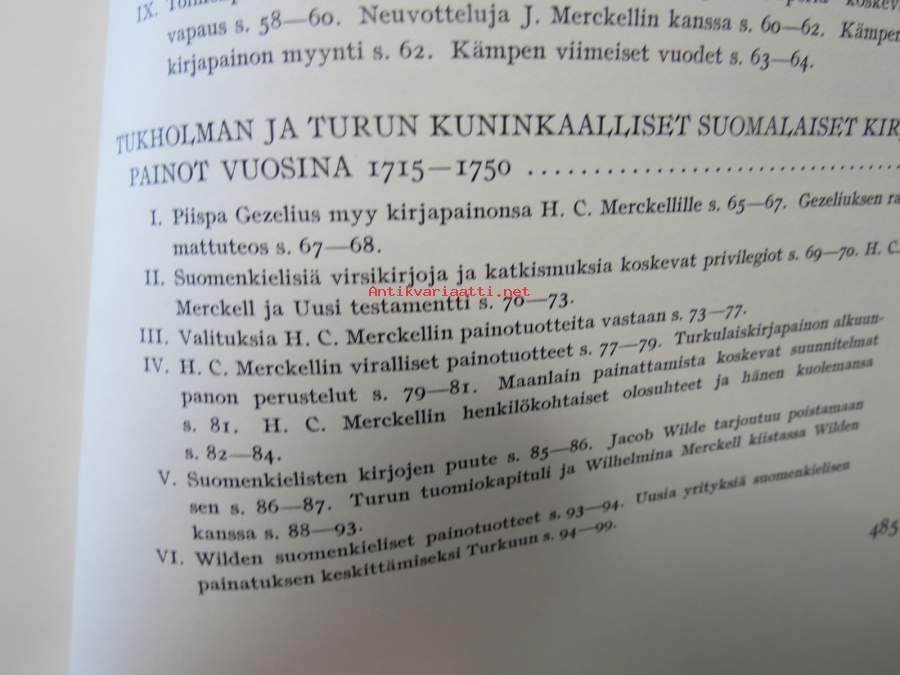 IX.
vapaus s. 58—60. Neuvotteluja J. Merckellin kanssa s. 60—62. Kämpen
kirjapainon myynti s. 62. Kämpen viimeiset vuodet s. 63—64.
TUKHOLMAN JA TURUN KUNINKAALLISET SUOMALAISET KIR
PAINOT VUOSINA 1715—1750 ........................................
I. Piispa Gezelius myy kirjapainonsa H. C. Merckellille s. 65—67. Gezeliuksen ra
mattuteos s. 67—68.
II. Suomenkielisiä virsikirjoja ja katkismuksia koskevat privilegiot s. 69—70. H. C.
Antikvariaatti.net
Merckell ja Uusi testamentti s. 70—73.
III. Valituksia H. C. Merckellin painotuotteita vastaan s. 73—77.
IV. H. C. Merckellin viralliset painotuotteet s. 77—79. Turkulaiskirjapainon alkuun-
panon perustelut s. 79—81. Maanlain painattamista koskevat suunnitelmat
s. 81. H. C. Merckellin henkilökohtaiset olosuhteet ja hänen kuolemansa
s. 82—84.
V. Suomenkielisten kirjojen puute s. 85—86. Jacob Wilde tarjoutuu poistamaan
sen s. 86—87. Turun tuomiokapituli ja Wilhelmina Merckell kiistassa Wilden
kanssa s. 88—93.
VI. Wilden suomenkieliset painotuotteet s. 93—94. Uusia yrityksiä suomenkielisen
painatuksen keskittämiseksi Turkuun s. 94—99.
485